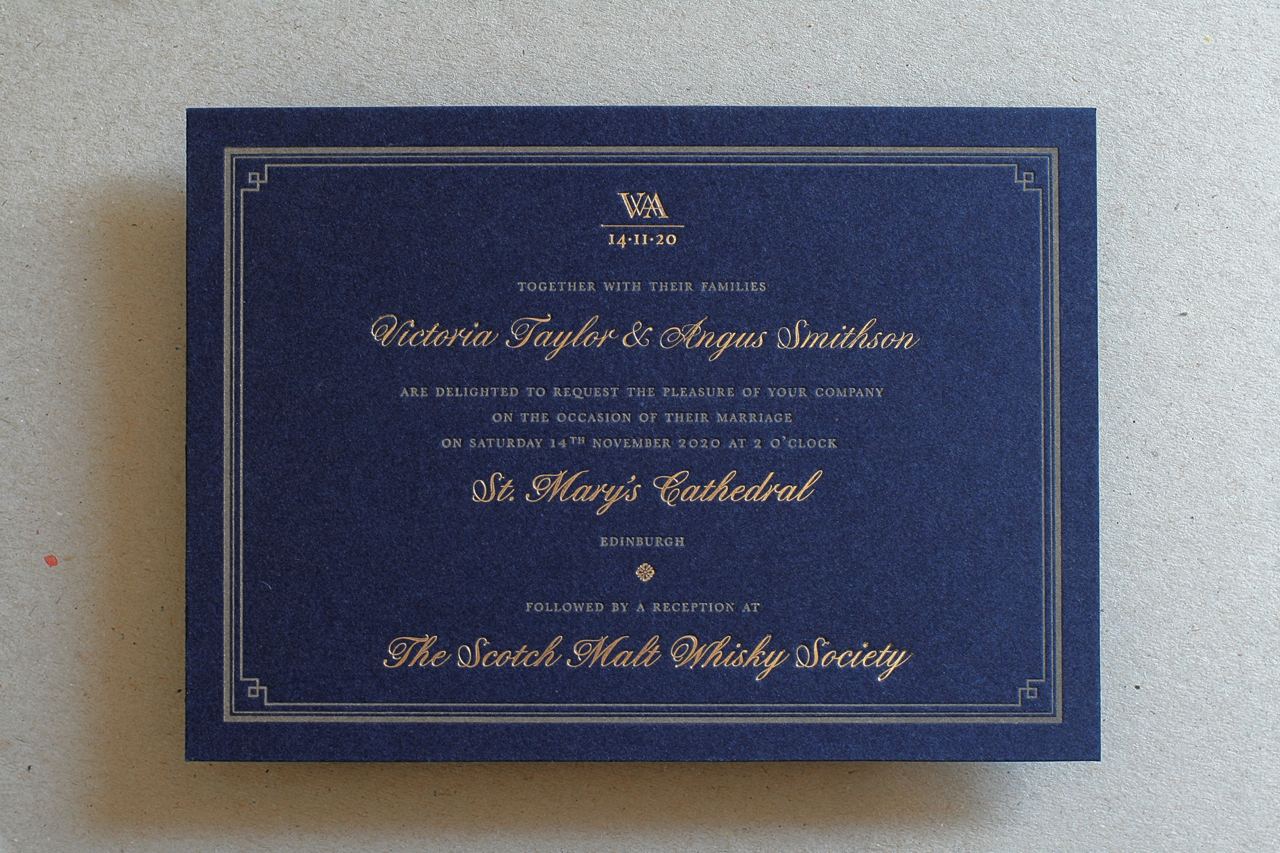 VAA
14·11·20
TOGETHER WITH THEIR FAMILIES
Victoria Taylor & Angus Smithson
ARE DELIGHTED TO REQUEST THE PLEASURE OF YOUR COMPANY
ON THE OCCASION OF THEIR MARRIAGE
ON SATURDAY 14TH NOVEMBER 2020 AT 2 O'CLOCK
St. Mary's Cathedral
EDINBURGH
FOLLOWED BY A RECEPTION AT
The Scotch Malt Whisky Society